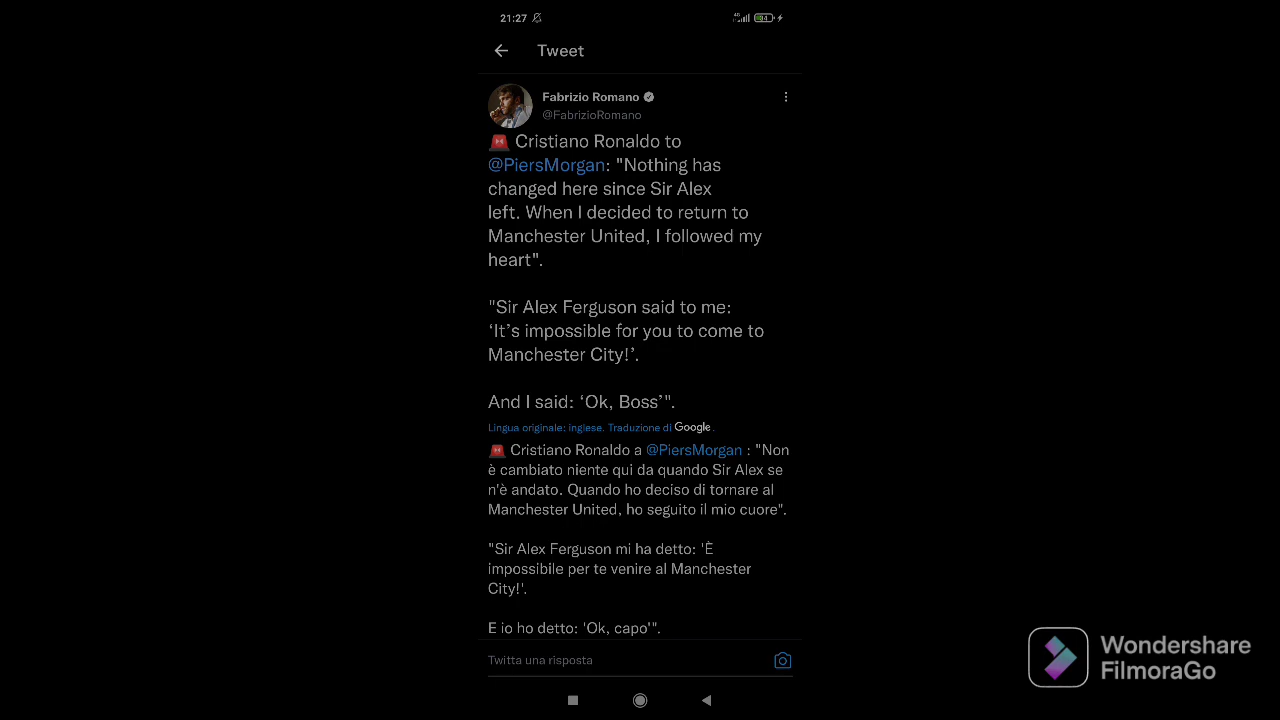 21:27
Tweet
Fabrizio Romano
@FabrizioRomano
🚨 Cristiano Ronaldo to
@PiersMorgan: "Nothing has
changed here since Sir Alex
left. When I decided to return to
Manchester United, I followed my
heart".
"Sir Alex Ferguson said to me:
‘It’s impossible for you to come to
Manchester City!’.
And I said: ‘Ok, Boss’".
Lingua originale: inglese. Traduzione di Google.
🚨 Cristiano Ronaldo a @PiersMorgan : "Non
è cambiato niente qui da quando Sir Alex se
n'è andato. Quando ho deciso di tornare al
Manchester United, ho seguito il mio cuore".
"Sir Alex Ferguson mi ha detto: 'È
impossibile per te venire al Manchester
City!'.
E io ho detto: 'Ok, capo'".
Twitta una risposta
Wondershare
FilmoraGo